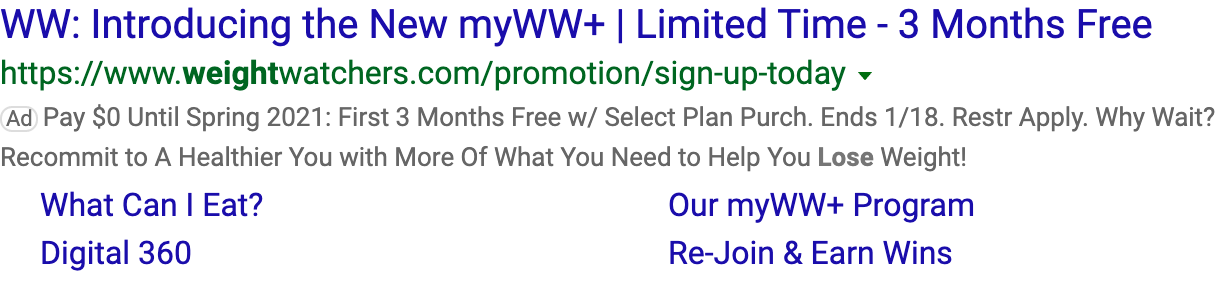 WW: Introducing the New myWW+ | Limited Time - 3 Months Free
https://www.weightwatchers.com/promotion/sign-up-today
Ad Pay $0 Until Spring 2021: First 3 Months Free w/ Select Plan Purch. Ends 1/18. Restr Apply. Why Wait?
Recommit to A Healthier You with More Of What You Need to Help You Lose Weight!
What Can I Eat? Our myWW+ Program
Digital 360 Re-Join & Earn Wins